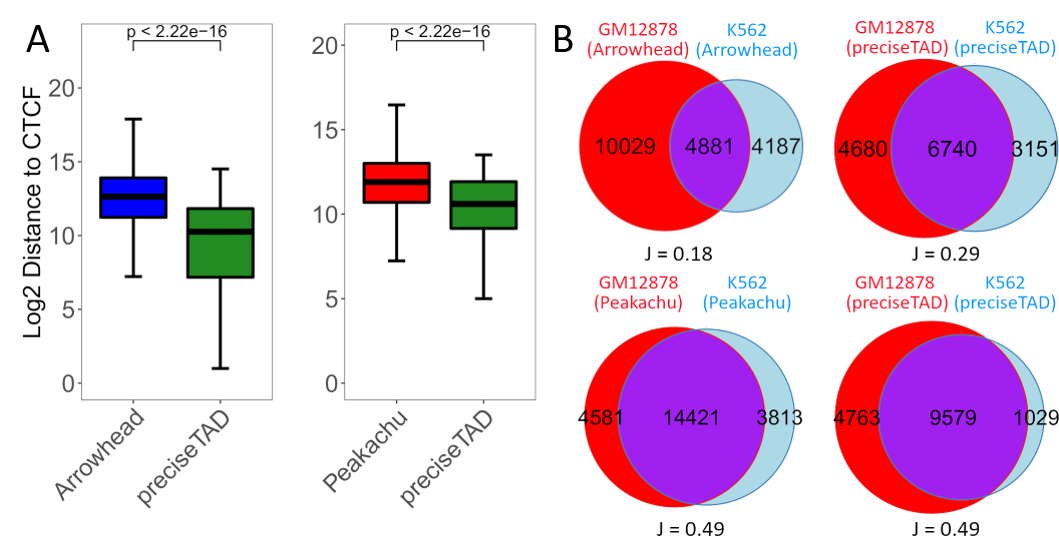 A
Log2 Distance to CTCF
p < 2.22e−16
20
15
10
5
0
Arrowhead
preciseTAD
p < 2.22e−16
20
15
10
5
0
Peakachu
preciseTAD
B
GM12878
(Arrowhead)
K562
(Arrowhead)
10029
4881
4187
J = 0.18
GM12878
(preciseTAD)
K562
(preciseTAD)
4680
6740
3151
J = 0.29
GM12878
(Peakachu)
K562
(Peakachu)
4581
14421
3813
J = 0.49
GM12878
(preciseTAD)
K562
(preciseTAD)
4763
9579
1029
J = 0.49